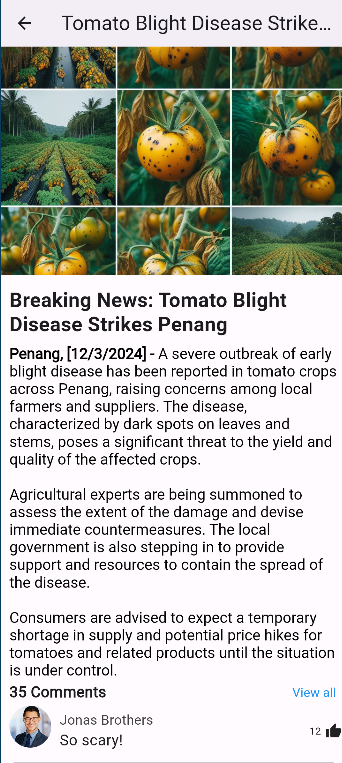 Tomato Blight Disease Strike...
Breaking News: Tomato Blight
Disease Strikes Penang
Penang, [12/3/2024] - A severe outbreak of early
blight disease has been reported in tomato crops
across Penang, raising concerns among local
farmers and suppliers. The disease,
characterized by dark spots on leaves and
stems, poses a significant threat to the yield and
quality of the affected crops.
Agricultural experts are being summoned to
assess the extent of the damage and devise
immediate countermeasures. The local
government is also stepping in to provide
support and resources to contain the spread of
the disease.
Consumers are advised to expect a temporary
shortage in supply and potential price hikes for
tomatoes and related products until the situation
is under control.
35 Comments View all
Jonas Brothers
So scary!
12